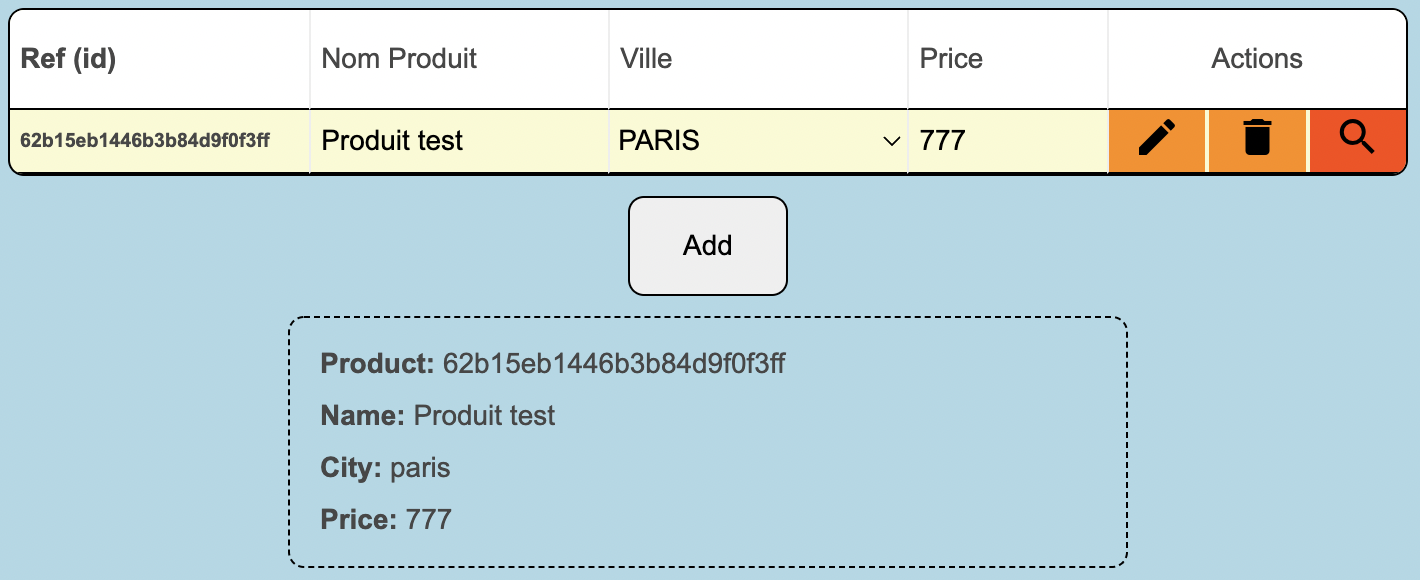 Ref (id) Nom Produit Ville Price Actions
62b15eb1446b3b84d9f0f3ff Produit test PARIS 777
Add
Product: 62b15eb1446b3b84d9f0f3ff
Name: Produit test
City: paris
Price: 777